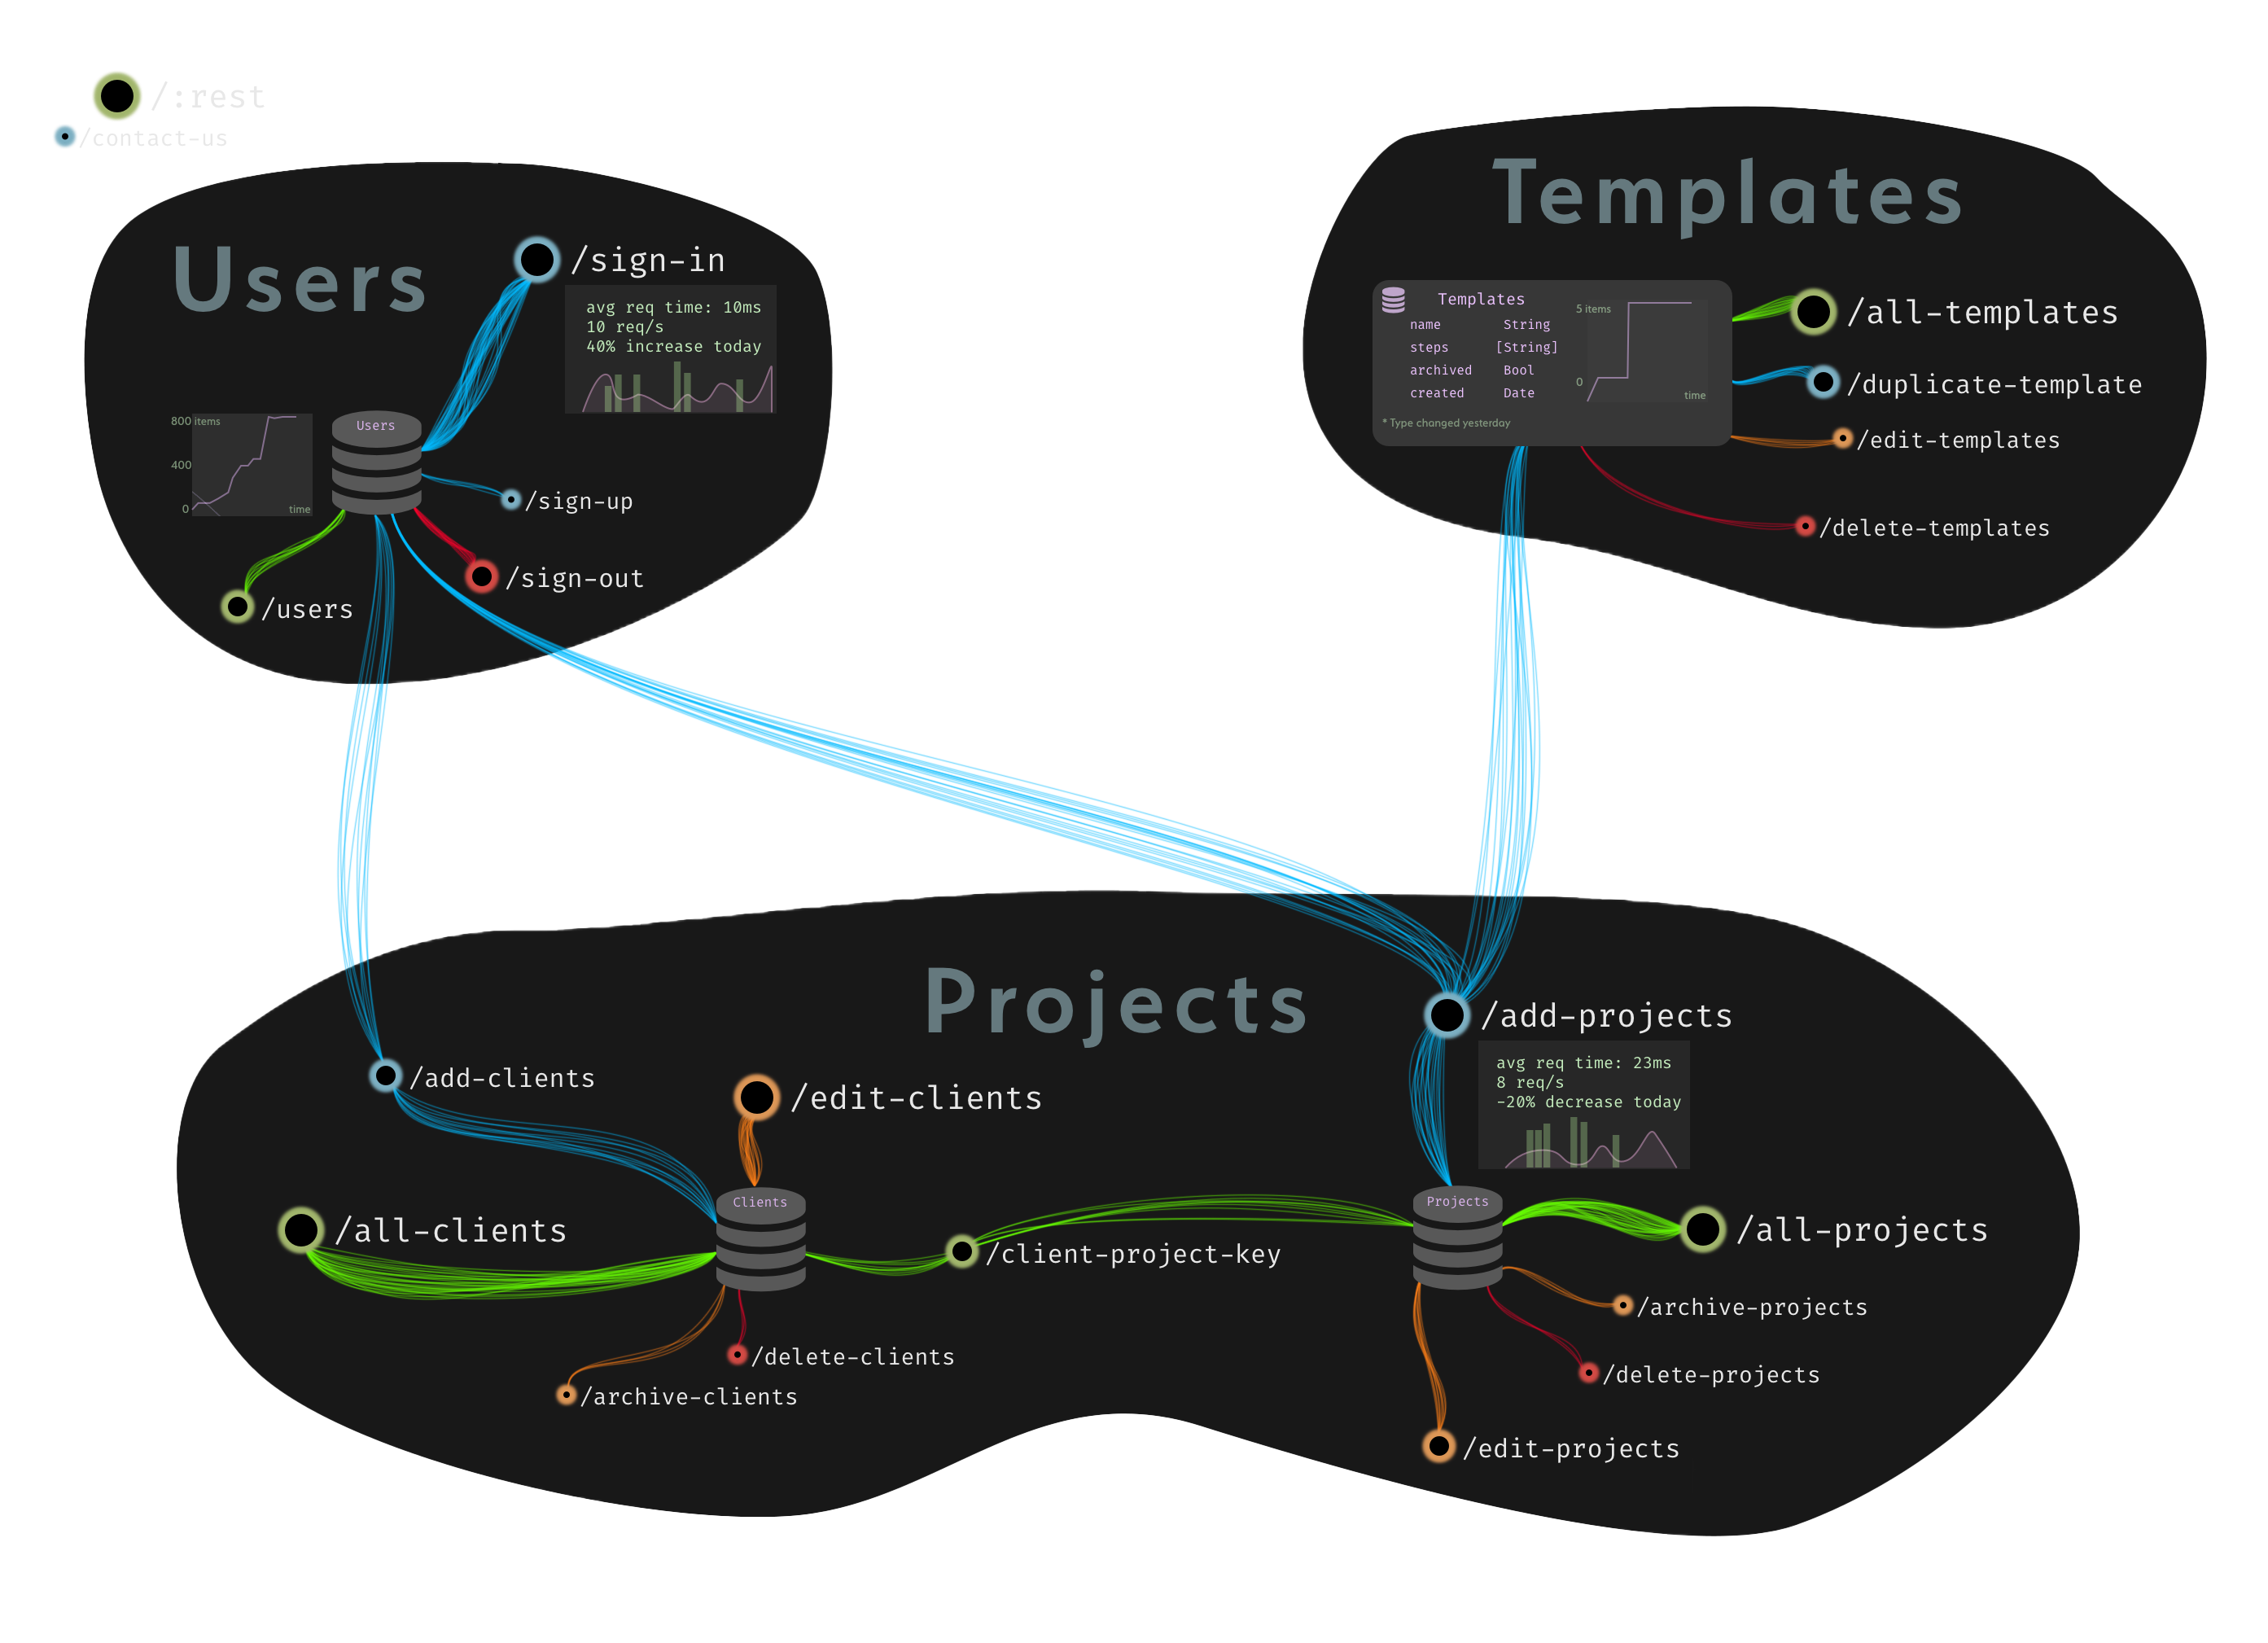 /:rest
/contact-us
Users
/sign-in
avg req time: 10ms
10 req/s
40% increase today
800 items
400
0
time
Users
/sign-up
/sign-out
/users
Templates
Templates
name String
steps [String]
archived Bool
created Date
* Type changed yesterday
5 items
0
time
/all-templates
/duplicate-template
/edit-templates
/delete-templates
Projects
/add-projects
avg req time: 23ms
8 req/s
-20% decrease today
/add-clients
/edit-clients
Clients
/all-clients
/client-project-key
/delete-clients
/archive-clients
Projects
/all-projects
/archive-projects
/delete-projects
/edit-projects